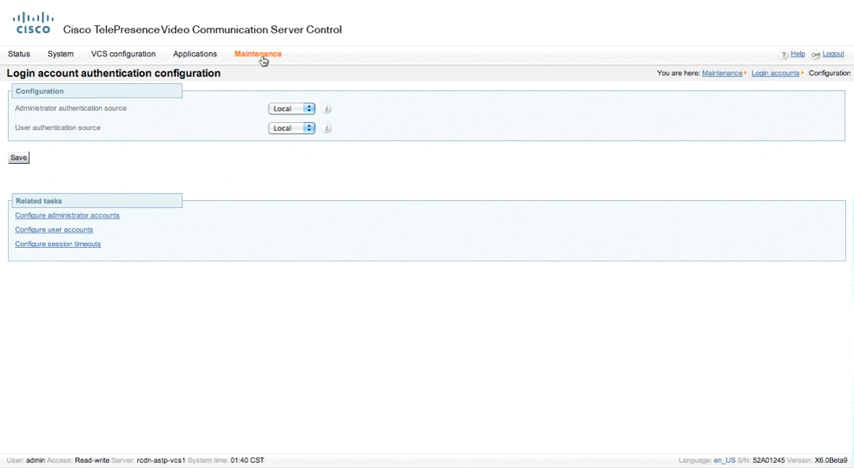 CISCO Cisco TelePresence Video Communication Server Control
Status System VCS configuration Applications Maintenance ? Help Logout
Login account authentication configuration You are here: Maintenance Login accounts Configuration
Configuration
Administrator authentication source Local i
User authentication source Local i
Save
Related tasks
Configure administrator accounts
Configure user accounts
Configure session timeouts
User: admin Access: Read-write Server: rcdn-astp-vcs1 System time: 01:40 CST Language: en_US S/N: 52A01245 Version: X6.0Beta9